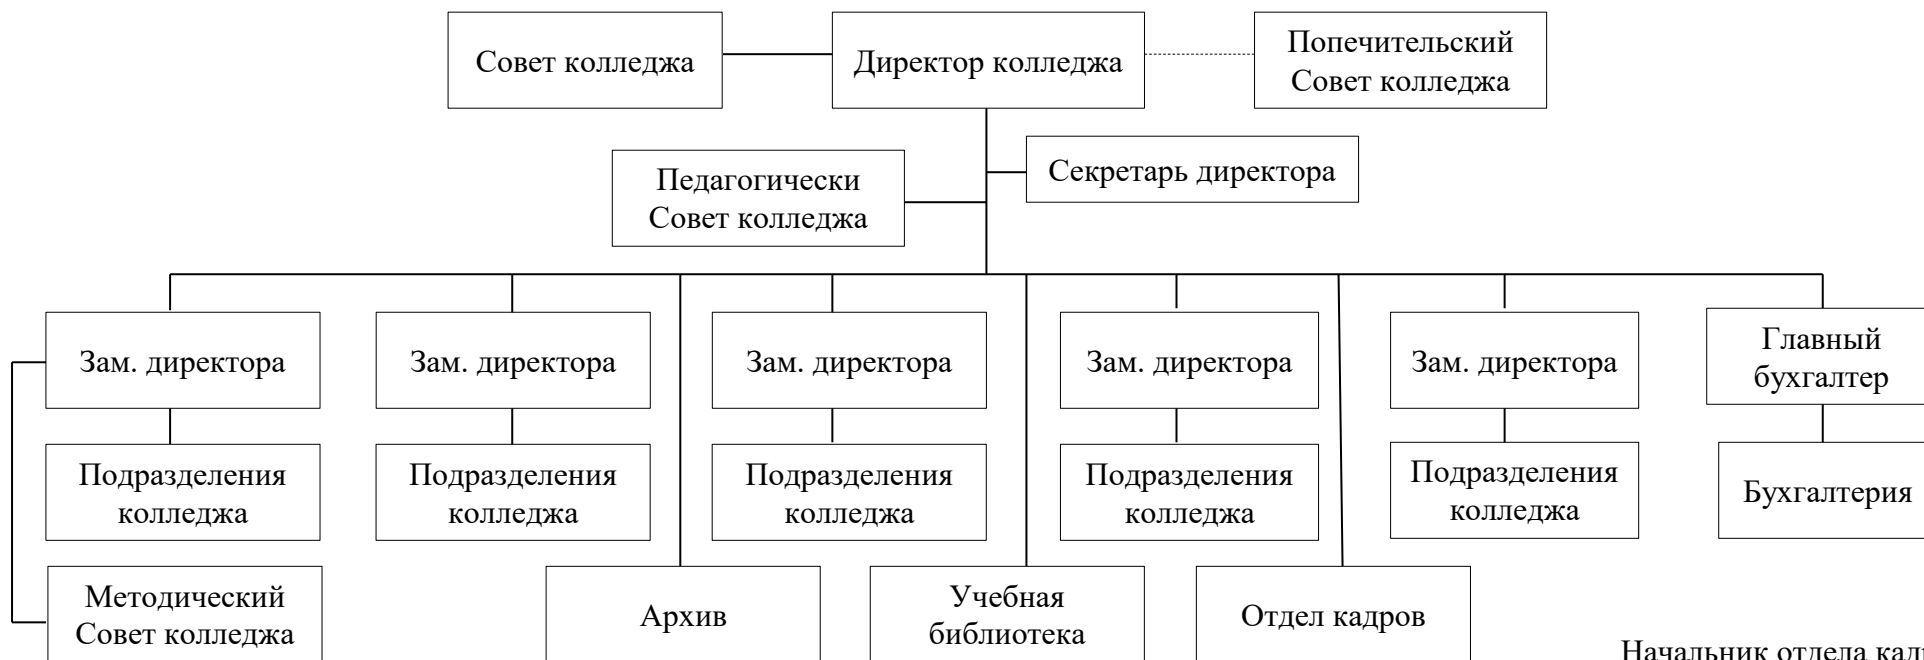 Совет колледжа
Директор колледжа
Попечительский
Совет колледжа
Секретарь директора
Педагогически
Совет колледжа
Зам. директора
Зам. директора
Зам. директора
Зам. директора
Зам. директора
Главный
бухгалтер
Подразделения
колледжа
Подразделения
колледжа
Подразделения
колледжа
Подразделения
колледжа
Подразделения
колледжа
Бухгалтерия
Методический
Совет колледжа
Архив
Учебная
библиотека
Отдел кадров
Начальник отдела